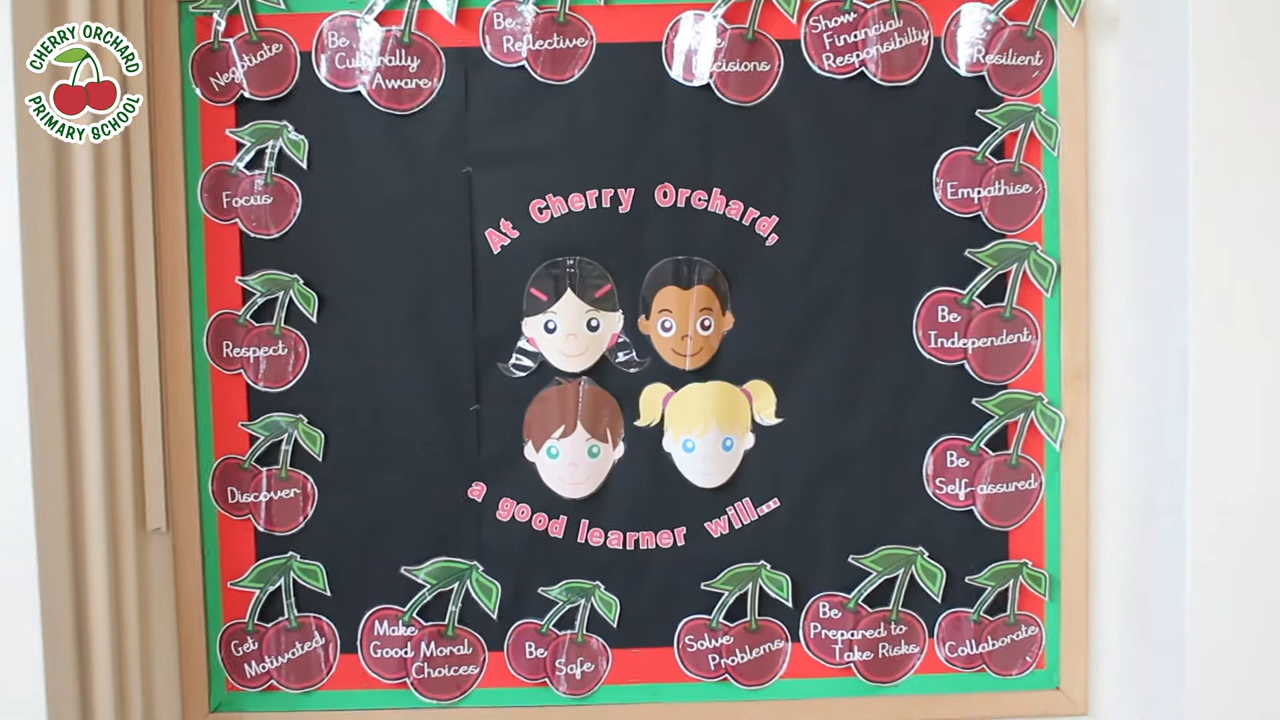 CHERRY ORCHARD
PRIMARY SCHOOL
Negotiate
Be
Culturally
Aware
Be
Reflective
Show
Financial
Responsibilty
Resilient
Focus
Empathise
At Cherry Orchard,
Respect
Be
Independent
Discover
Be
Self-assured
a good learner will...
Get
Motivated
Make
Good Moral
Choices
Be
Safe
Solve
Problems
Be
Prepared to
Take Risks
Collaborate